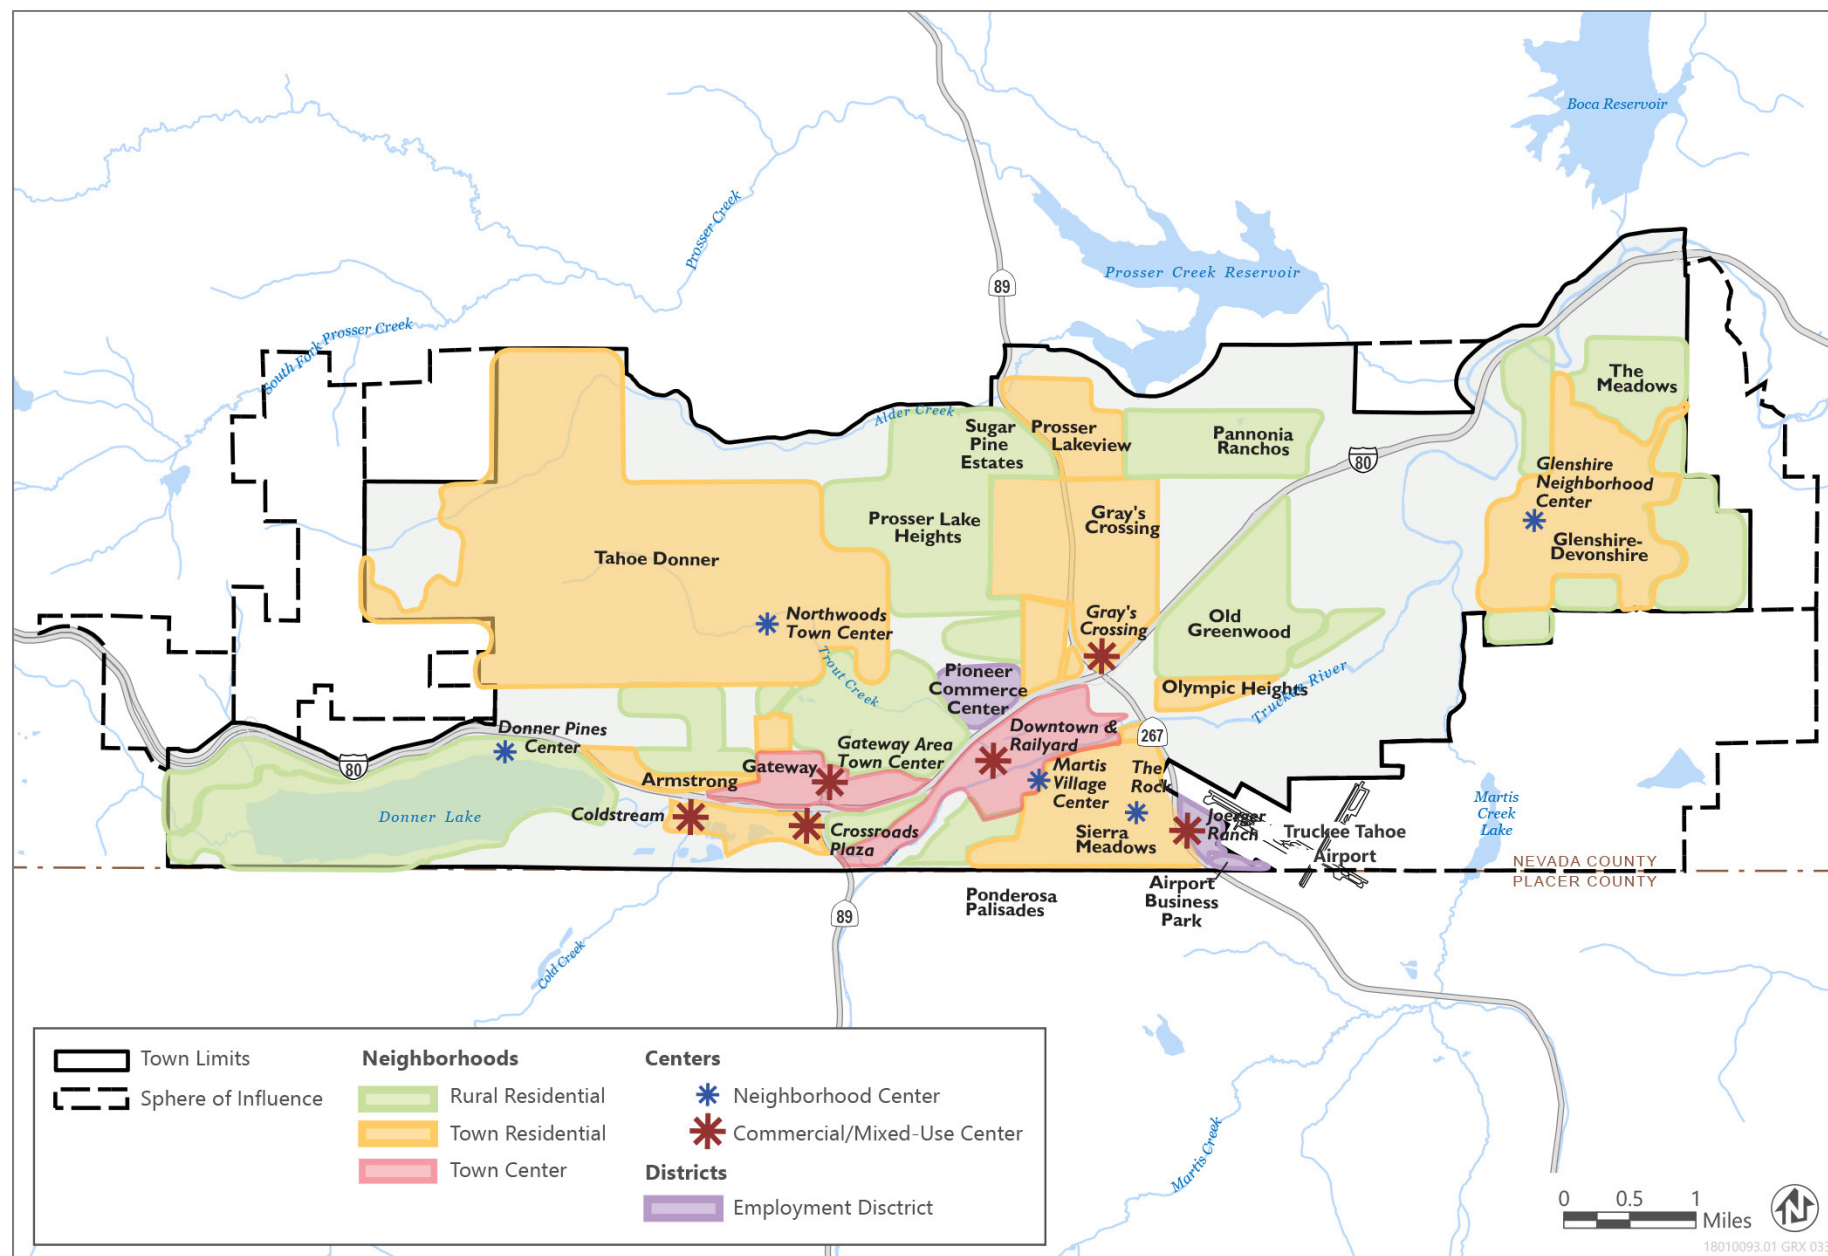 Boca Reservoir
Prosser Creek
Prosser Creek Reservoir
89
South Fork Prosser Creek
Alder Creek
The
Meadows
Sugar
Pine
Estates
Prosser
Lakeview
Pannonia
Ranchos
80
Glenshire
Neighborhood
Center
Prosser Lake
Heights
Gray's
Crossing
Glenshire-
Devonshire
Tahoe Donner
Northwoods
Town Center
Gray's
Crossing
Old
Greenwood
Trout Creek
Pioneer
Commerce
Center
Olympic Heights
Truckee River
Donner Pines
Center
Downtown &
Railyard
267
Gateway Area
Town Center
80
Gateway
Armstrong
Martis
Village
Center
The
Rock
Coldstream
Donner Lake
Crossroads
Plaza
Sierra
Meadows
Joerger
Ranch
Truckee Tahoe
Airport
Martis
Creek
Lake
NEVADA COUNTY
PLACER COUNTY
Ponderosa
Palisades
Airport
Business
Park
89
Cold Creek
Martis Creek
Town Limits
Sphere of Influence
Neighborhoods
Rural Residential
Town Residential
Town Center
Centers
Neighborhood Center
Commercial/Mixed-Use Center
Districts
Employment Disctrict
0 0.5 1
Miles
N
18010093.01 GRX 033